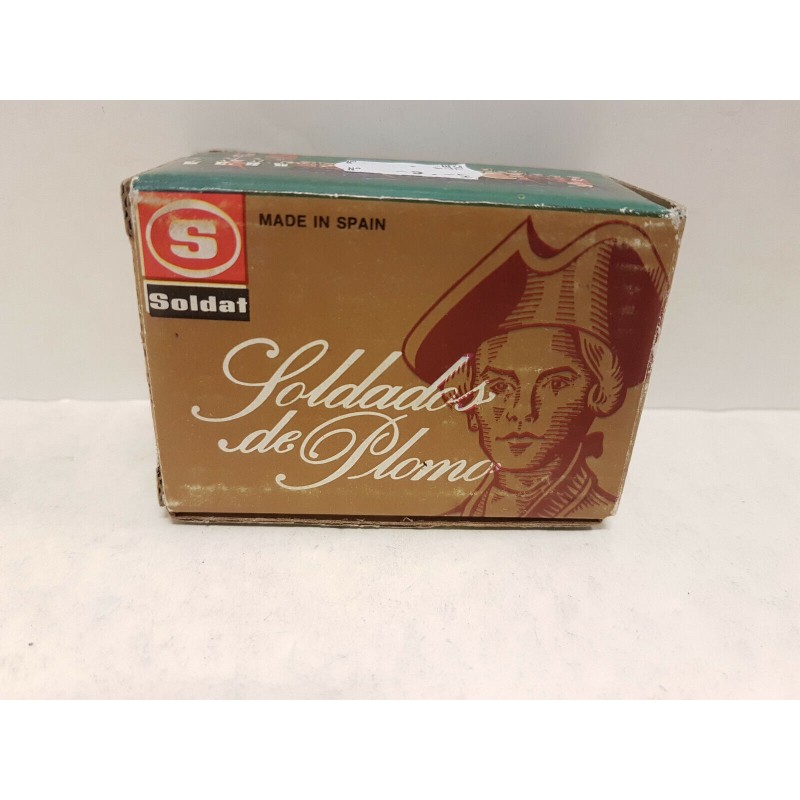 S
Soldat
MADE IN SPAIN
Soldados
de Plomo